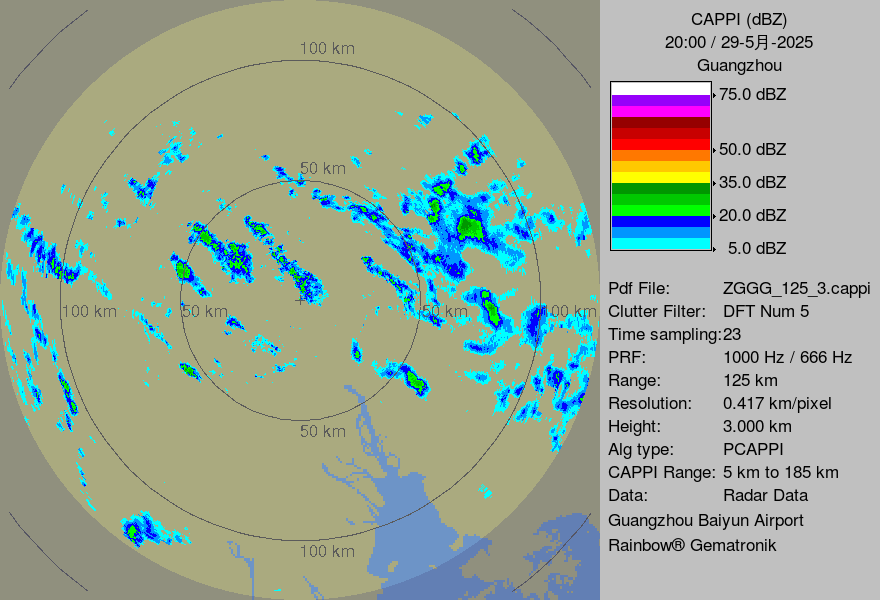 CAPPI (dBZ)
20:00 / 29-5月-2025
Guangzhou
75.0 dBZ
50.0 dBZ
35.0 dBZ
20.0 dBZ
5.0 dBZ
100 km
50 km
100 km
50 km
50 km
100 km
50 km
100 km
Pdf File: ZGGG_125_3.cappi
Clutter Filter: DFT Num 5
Time sampling:23
PRF: 1000 Hz / 666 Hz
Range: 125 km
Resolution: 0.417 km/pixel
Height: 3.000 km
Alg type: PCAPPI
CAPPI Range: 5 km to 185 km
Data: Radar Data
Guangzhou Baiyun Airport
Rainbow® Gematronik